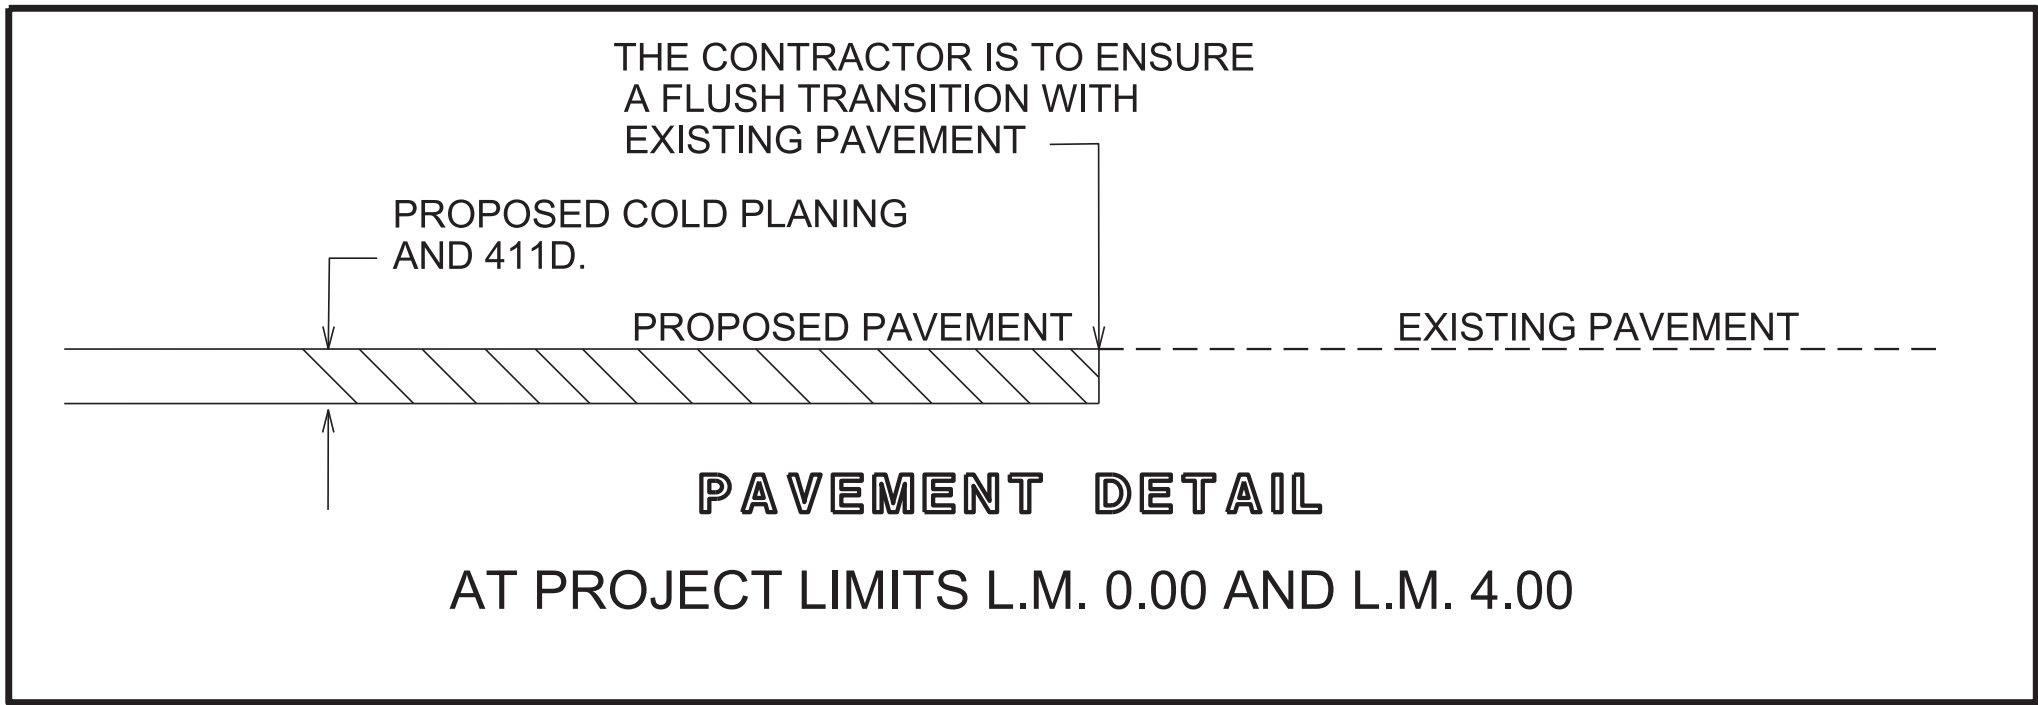 THE CONTRACTOR IS TO ENSURE
A FLUSH TRANSITION WITH
EXISTING PAVEMENT
PROPOSED COLD PLANING
AND 411D.
PROPOSED PAVEMENT
EXISTING PAVEMENT
PAVEMENT DETAIL
AT PROJECT LIMITS L.M. 0.00 AND L.M. 4.00